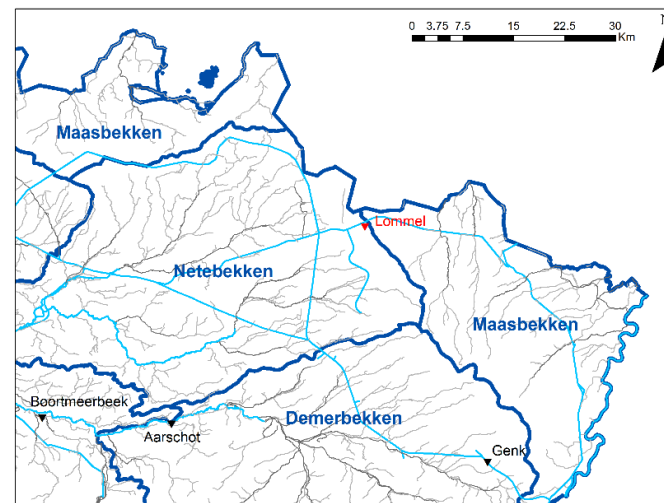 N
0 3.75 7.5 15 22.5 30
Km
Maasbekken
Lommel
Netebekken
Maasbekken
Boortmeerbeek
Demerbekken
Aarschot
Genk